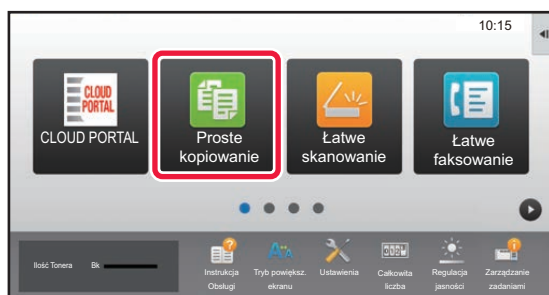 10:15
CLOUD
PORTAL
CLOUD PORTAL
Proste
kopiowanie
Łatwe
skanowanie
Łatwe
faksowanie
Ilość Tonera Bk
Instrukcja
Obsługi
Tryb powiększ.
ekranu
Ustawienia
Całkowita
liczba
Regulacja
jasności
Zarządzanie
zadaniami